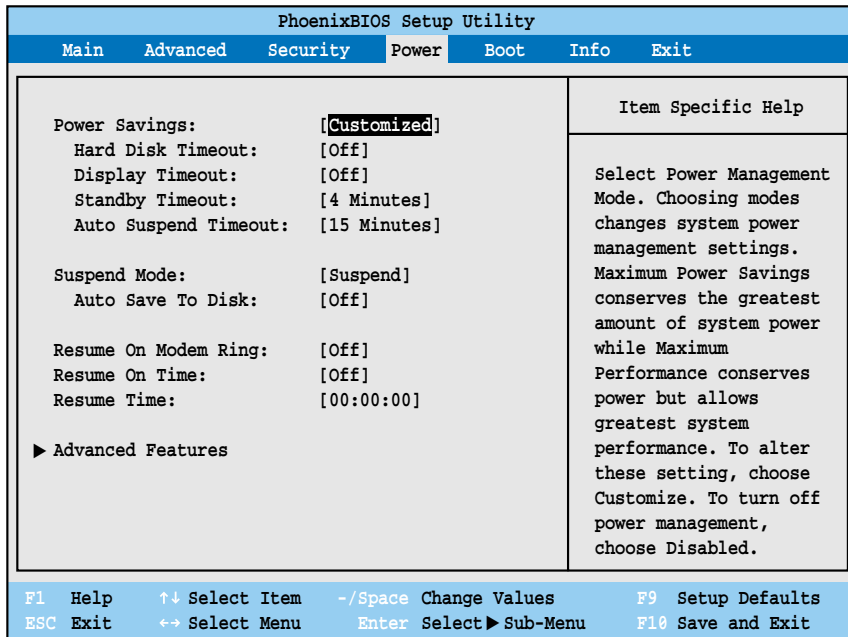 PhoenixBIOS Setup Utility
Main Advanced Security Power Boot Info Exit
Power Savings: [Customized]
Hard Disk Timeout: [Off]
Display Timeout: [Off]
Standby Timeout: [4 Minutes]
Auto Suspend Timeout: [15 Minutes]
Suspend Mode: [Suspend]
Auto Save To Disk: [Off]
Resume On Modem Ring: [Off]
Resume On Time: [Off]
Resume Time: [00:00:00]
▶ Advanced Features
Item Specific Help
Select Power Management
Mode. Choosing modes
changes system power
management settings.
Maximum Power Savings
conserves the greatest
amount of system power
while Maximum
Performance conserves
power but allows
greatest system
performance. To alter
these setting, choose
Customize. To turn off
power management,
choose Disabled.
F1 Help ↑↓ Select Item -/Space Change Values F9 Setup Defaults
ESC Exit ←→ Select Menu Enter Select ▶ Sub-Menu F10 Save and Exit